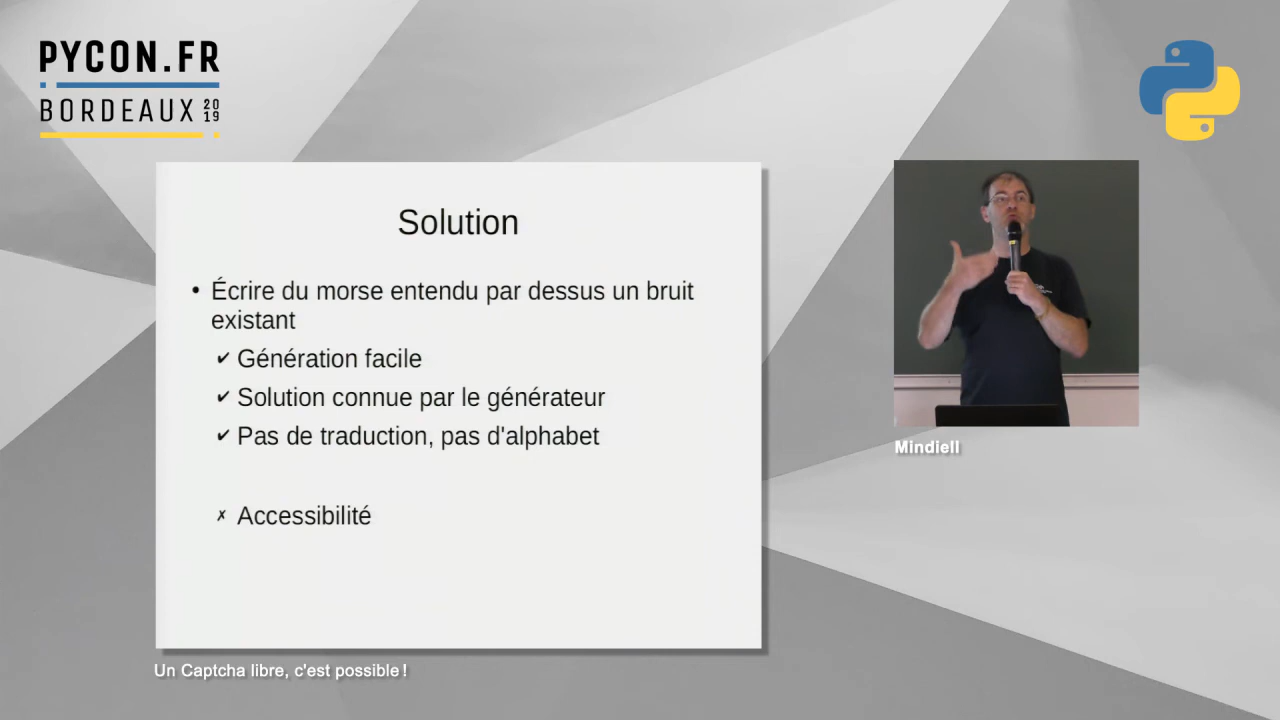 PYCON.FR
BORDEAUX 2019
Solution
• Écrire du morse entendu par dessus un bruit
existant
✔ Génération facile
✔ Solution connue par le générateur
✔ Pas de traduction, pas d'alphabet
✗ Accessibilité
Mindiell
Un Captcha libre, c'est possible !